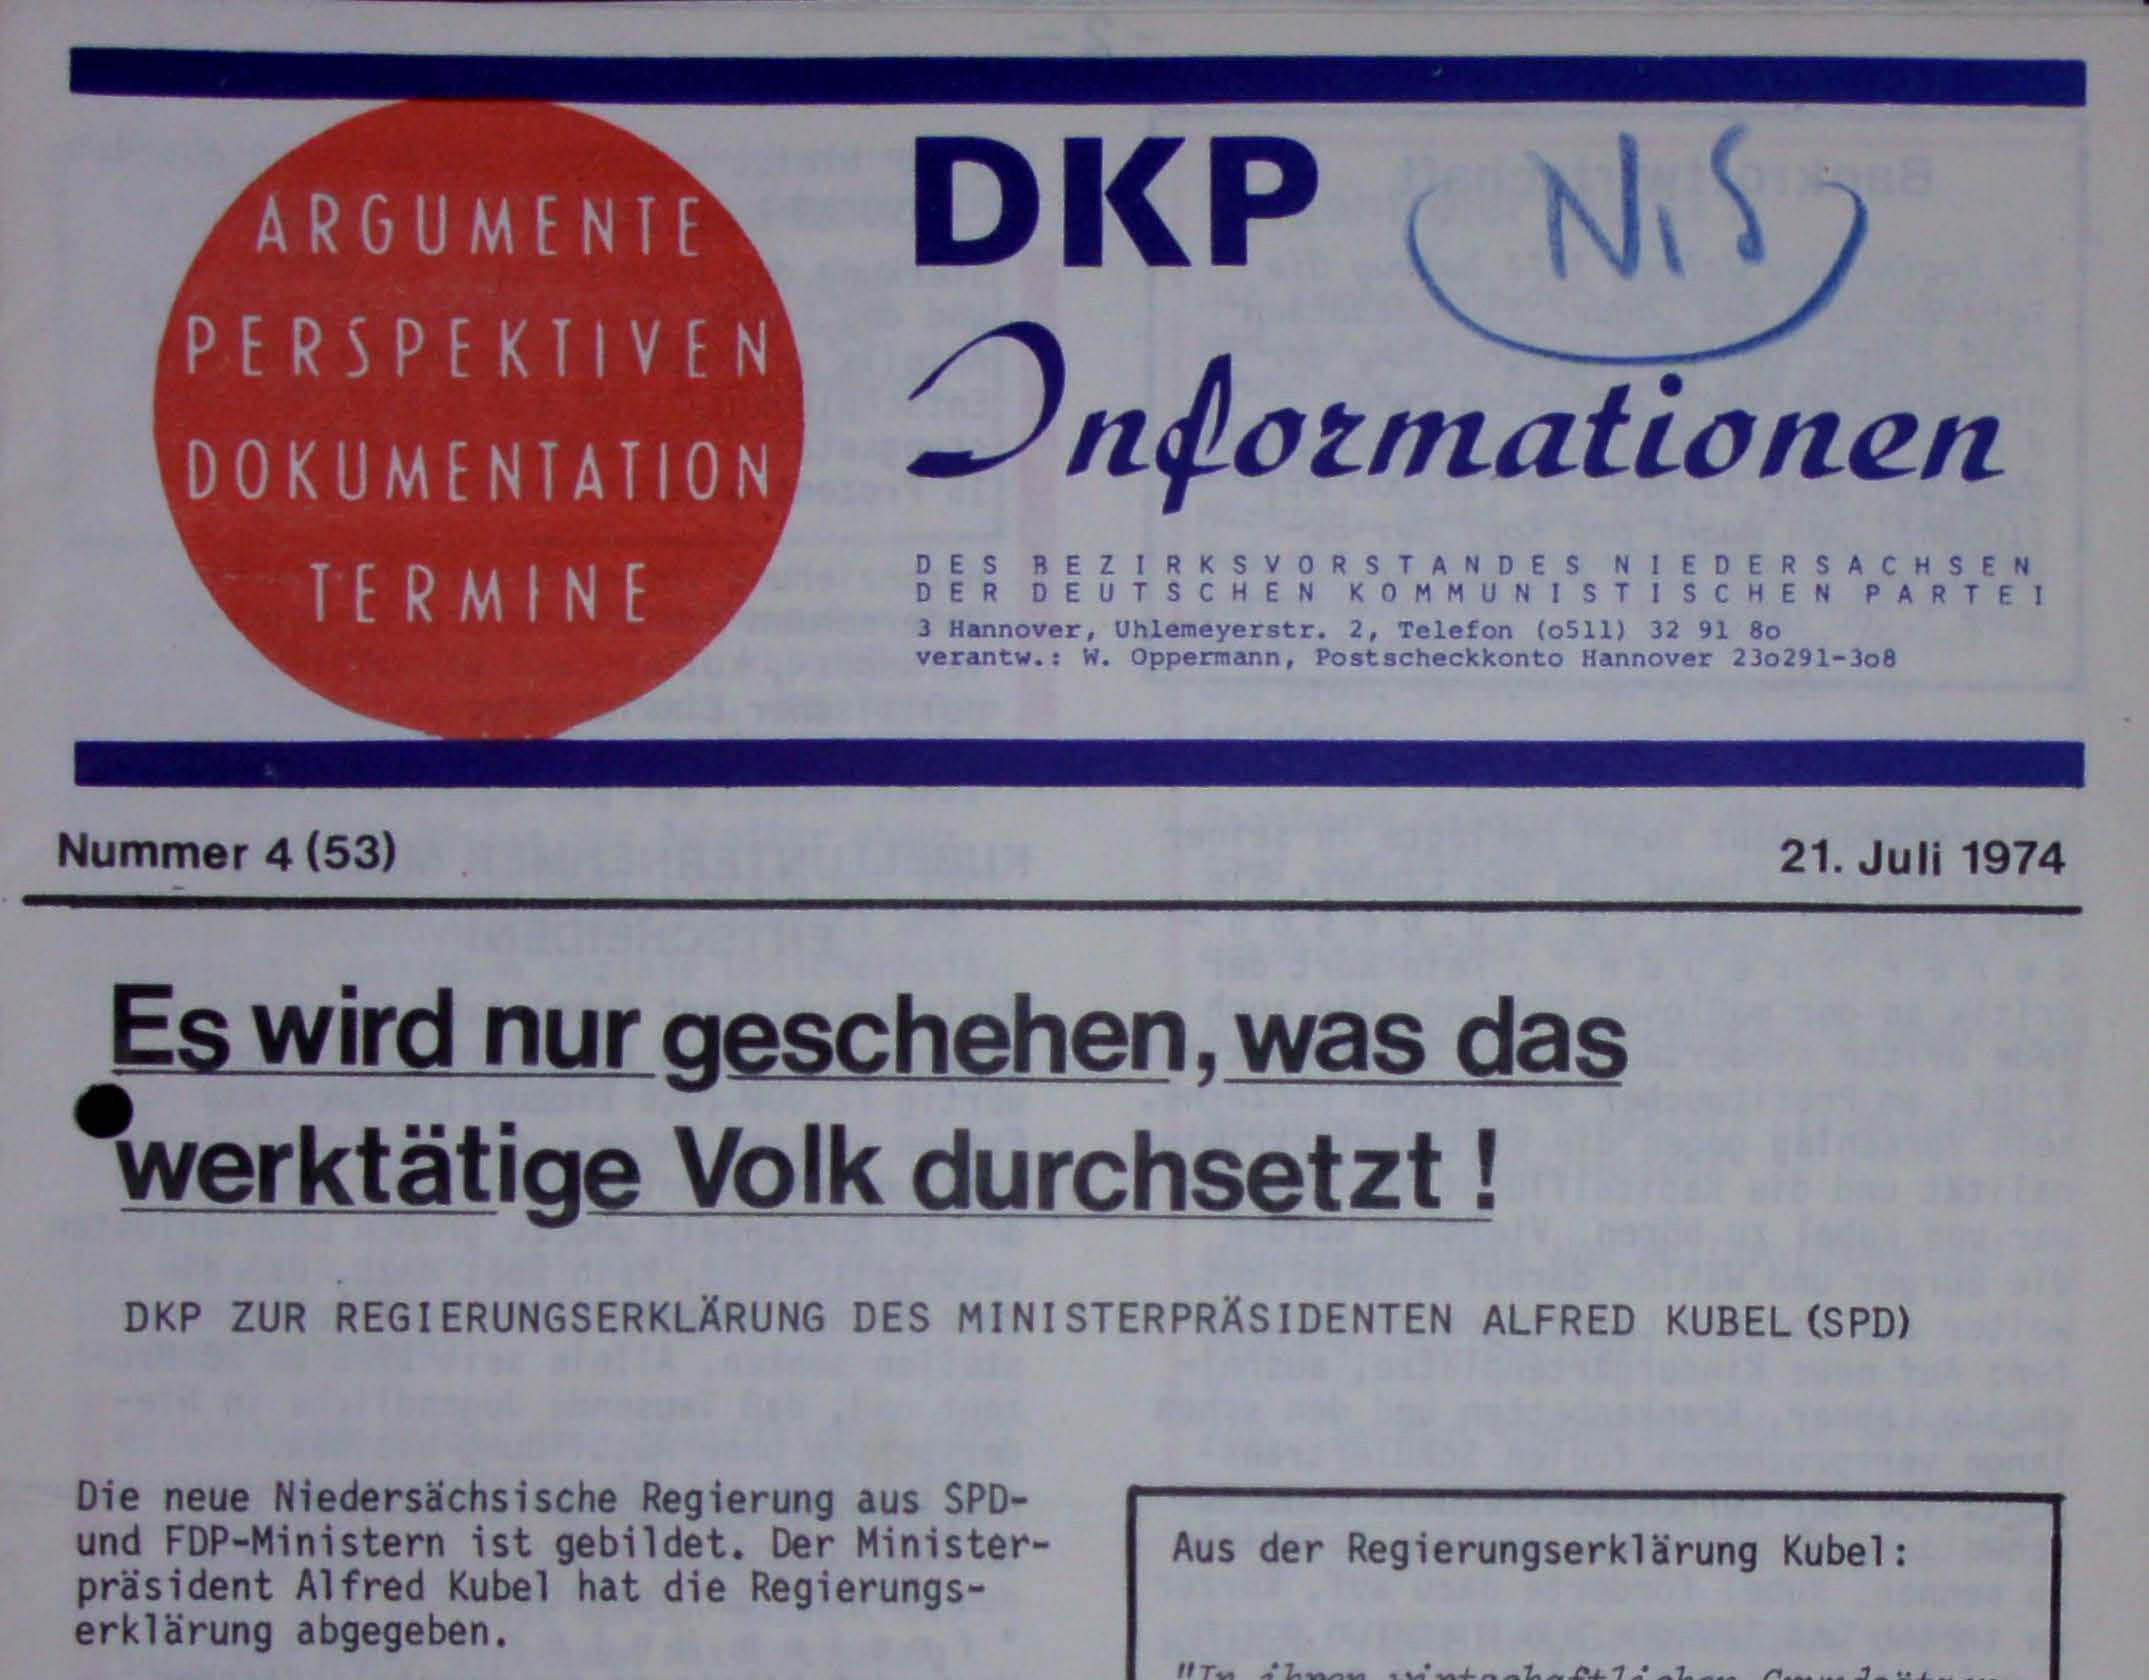 ARGUMENTE
PERSPEKTIVEN
DOKUMENTATION
TERMINE
DKP
NiS
Informationen
DES BEZIRKSVORSTANDES NIEDERSACHSEN
DER DEUTSCHEN KOMMUNISTISCHEN PARTEI
3 Hannover, Uhlemeyerstr. 2, Telefon (o511) 32 91 8o
verantw.: W. Oppermann, Postscheckkonto Hannover 23o291-3o8
Nummer 4 (53)
21. Juli 1974
Es wird nur geschehen, was das
werktätige Volk durchsetzt !
DKP ZUR REGIERUNGSERKLÄRUNG DES MINISTERPRÄSIDENTEN ALFRED KUBEL (SPD)
Die neue Niedersächsische Regierung aus SPD-
und FDP-Ministern ist gebildet. Der Minister-
präsident Alfred Kubel hat die Regierungs-
erklärung abgegeben.
Aus der Regierungserklärung Kubel:
"In ihren wirtschaftlichen Grundsätzen